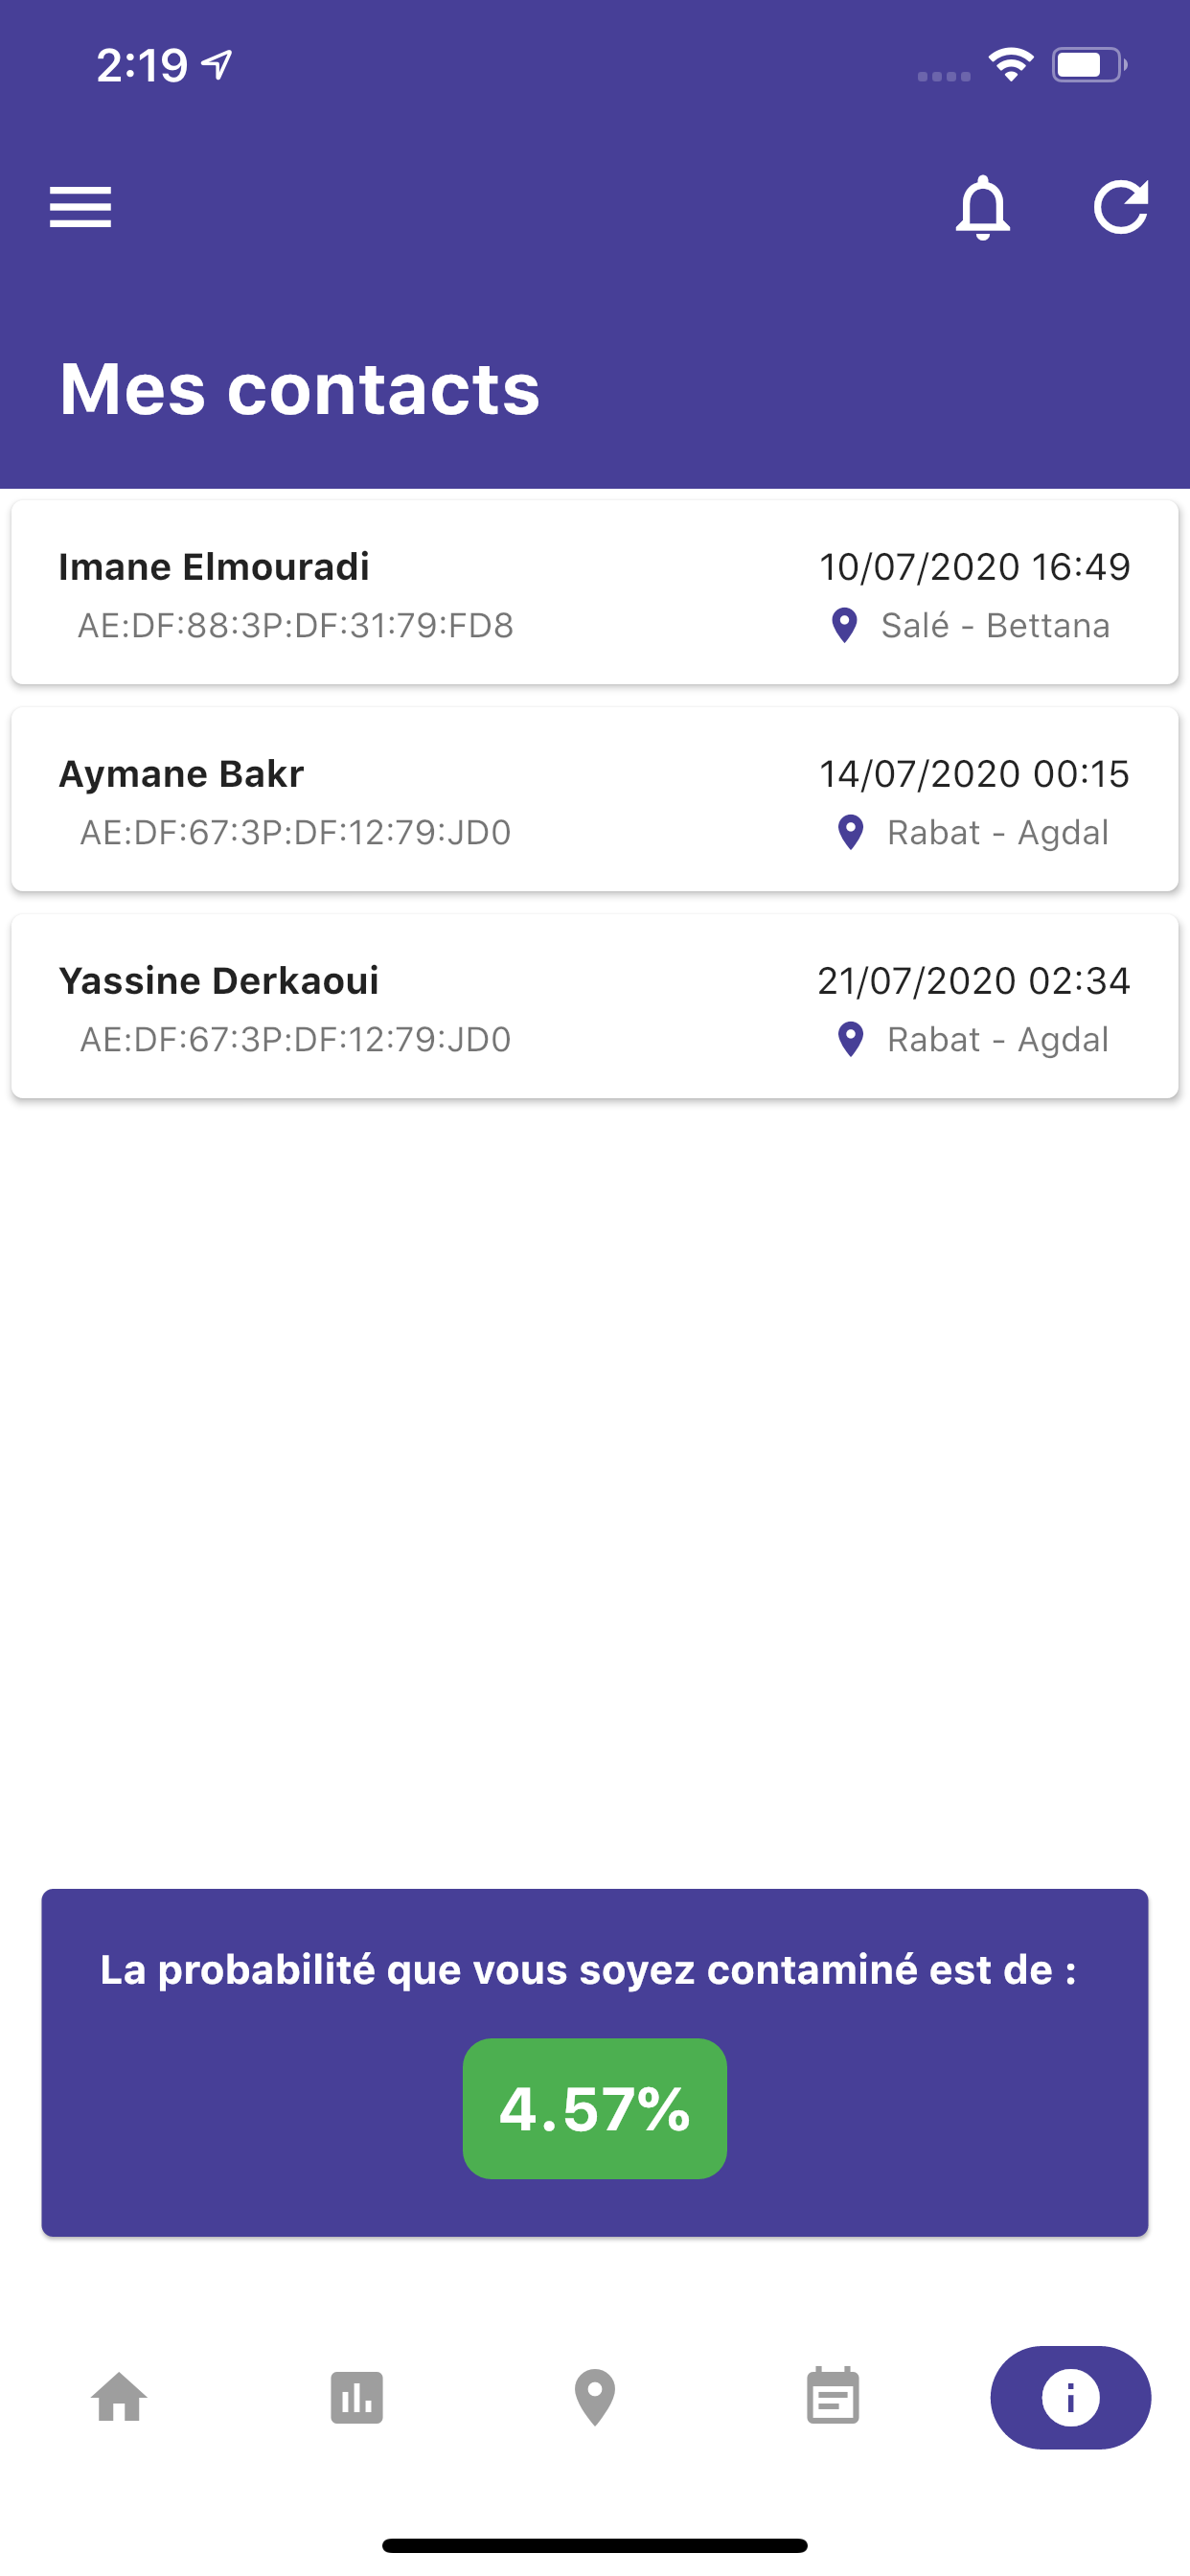 2:19
Mes contacts
Imane Elmouradi 10/07/2020 16:49
AE:DF:88:3P:DF:31:79:FD8 Salé - Bettana
Aymane Bakr 14/07/2020 00:15
AE:DF:67:3P:DF:12:79:JD0 Rabat - Agdal
Yassine Derkaoui 21/07/2020 02:34
AE:DF:67:3P:DF:12:79:JD0 Rabat - Agdal
La probabilité que vous soyez contaminé est de :
4.57%